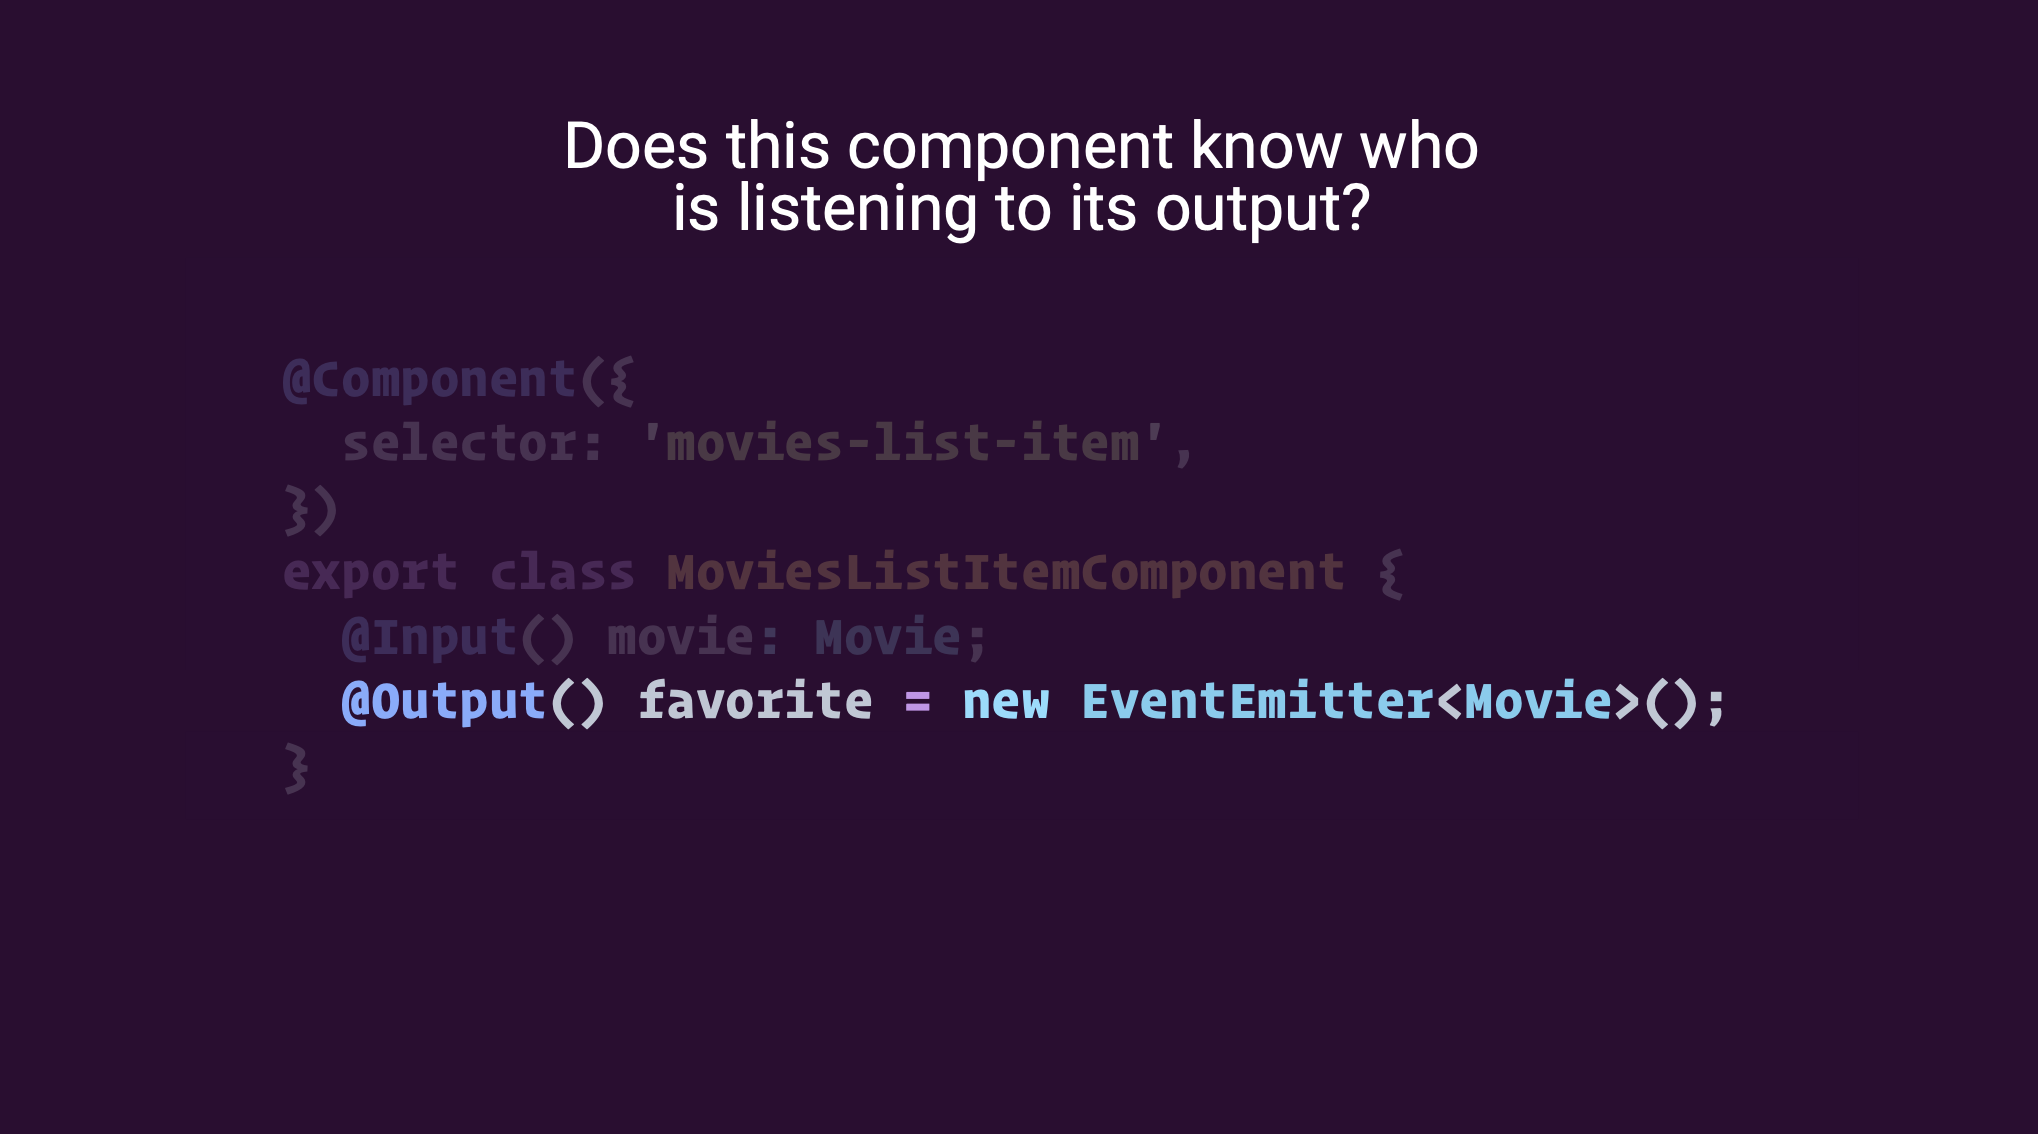 Does this component know who
is listening to its output?
@Component({
  selector: 'movies-list-item',
})
export class MoviesListItemComponent {
  @Input() movie: Movie;
  @Output() favorite = new EventEmitter<Movie>();
}